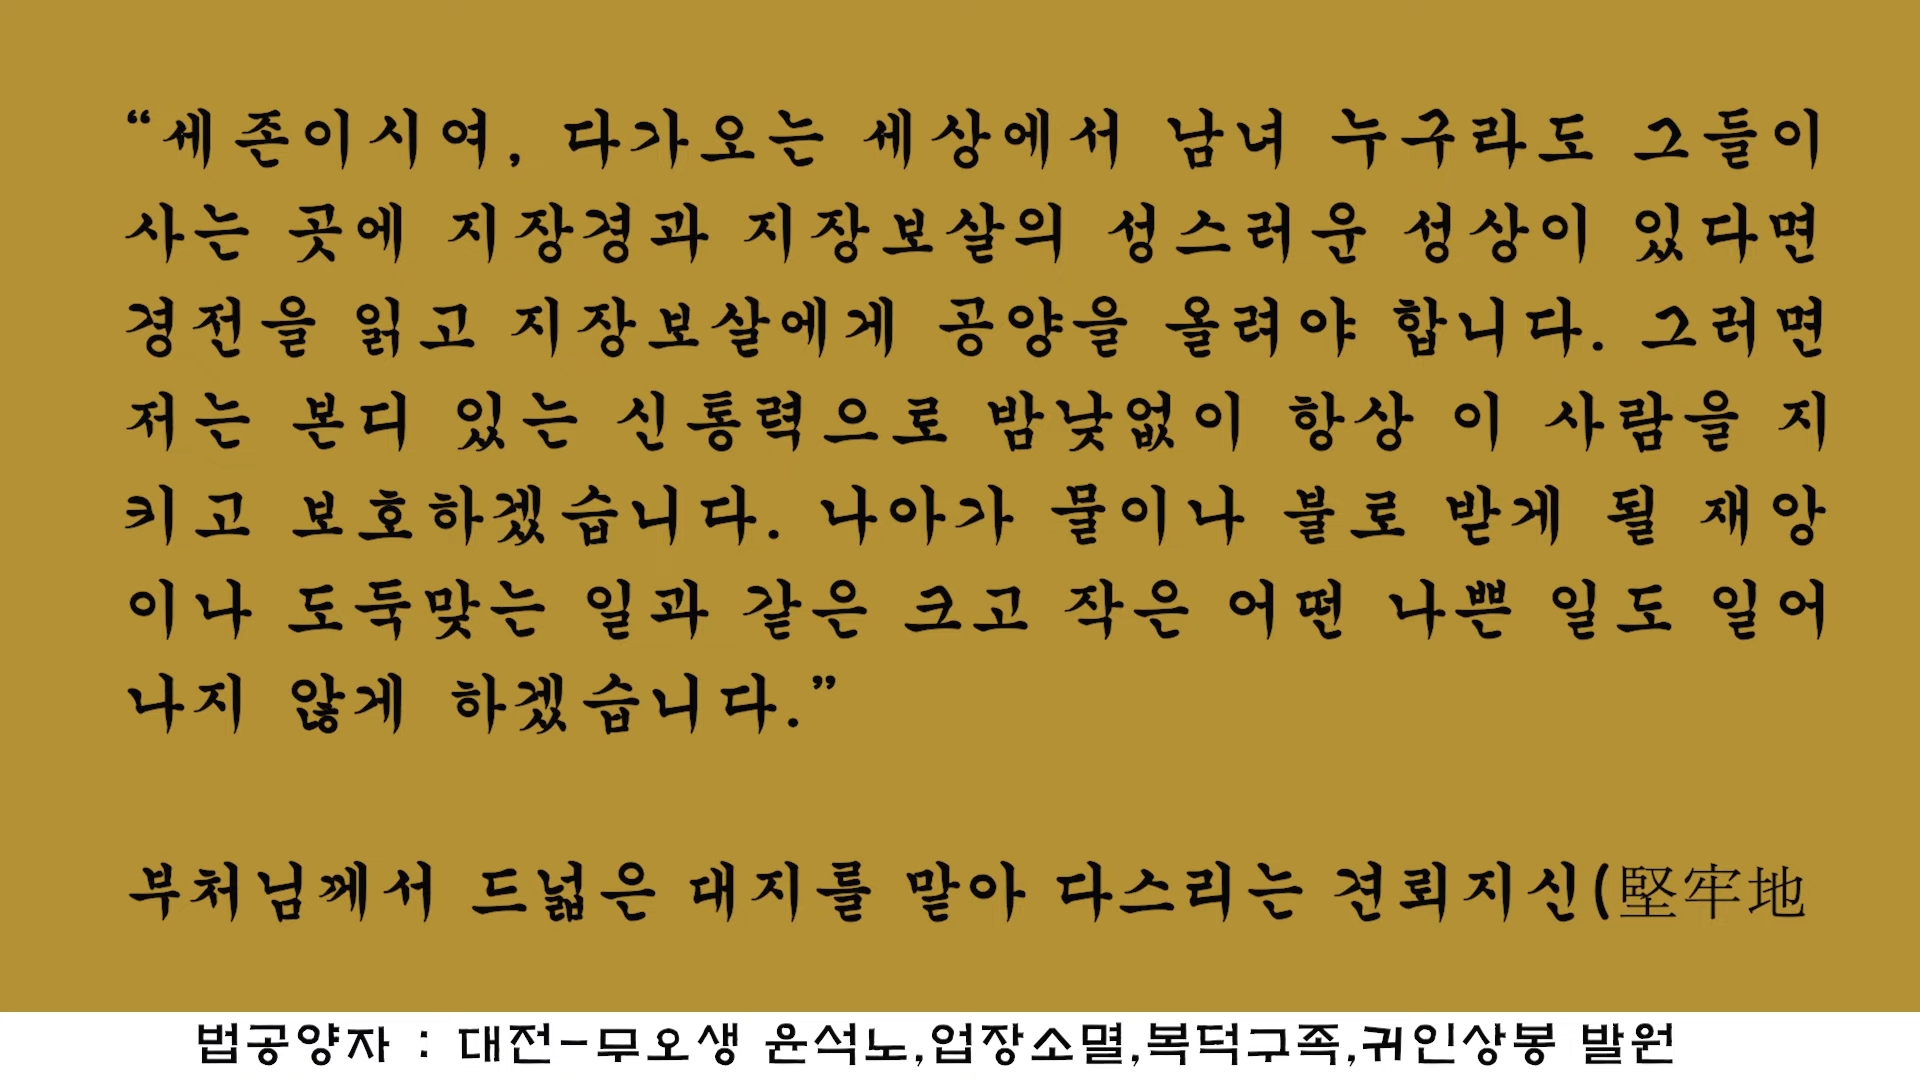 “세존이시여, 다가오는 세상에서 남녀 누구라도 그들이
사는 곳에 지장경과 지장보살의 성스러운 성상이 있다면
경전을 읽고 지장보살에게 공양을 올려야 합니다. 그러면
저는 본디 있는 신통력으로 밤낮없이 항상 이 사람을 지
키고 보호하겠습니다. 나아가 물이나 불로 받게 될 재앙
이나 도둑맞는 일과 같은 크고 작은 어떤 나쁜 일도 일어
나지 않게 하겠습니다.”
부처님께서 드넓은 대지를 맡아 다스리는 견뢰지신(堅牢地
법공양자 : 대전-무오생 윤석노,업장소멸,복덕구족,귀인상봉 발원